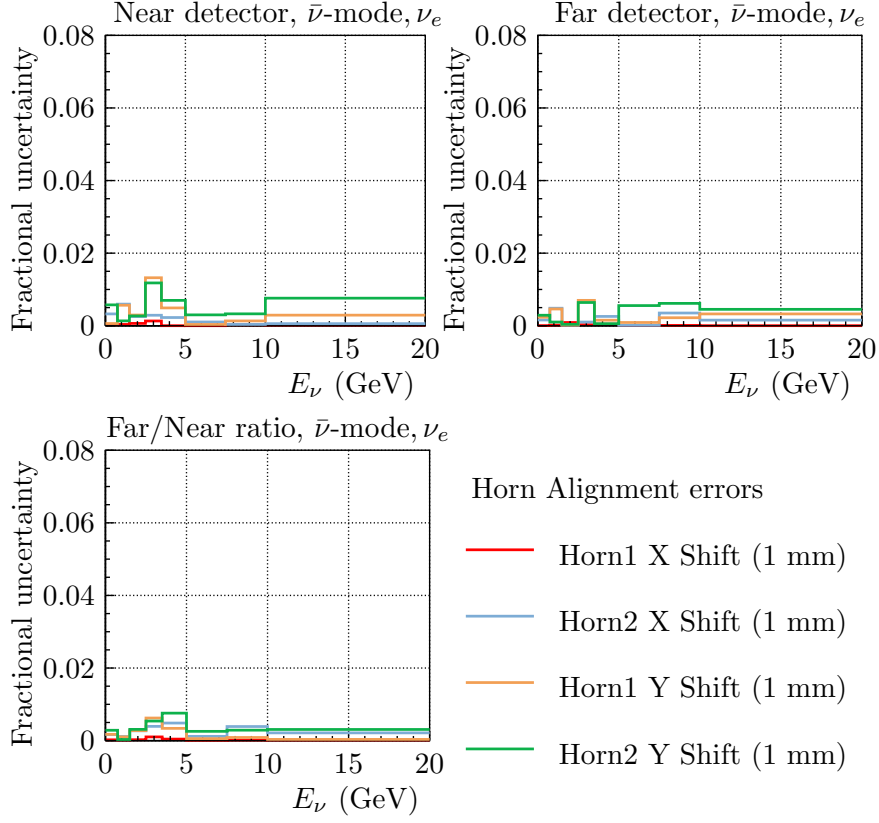 Near detector, ν̄-mode, νₑ
Fractional uncertainty
0.08
0.06
0.04
0.02
0
0 5 10 15 20
E_ν (GeV)
Far detector, ν̄-mode, νₑ
Fractional uncertainty
0.08
0.06
0.04
0.02
0
0 5 10 15 20
E_ν (GeV)
Far/Near ratio, ν̄-mode, νₑ
Fractional uncertainty
0.08
0.06
0.04
0.02
0
0 5 10 15 20
E_ν (GeV)
Horn Alignment errors
Horn1 X Shift (1 mm)
Horn2 X Shift (1 mm)
Horn1 Y Shift (1 mm)
Horn2 Y Shift (1 mm)